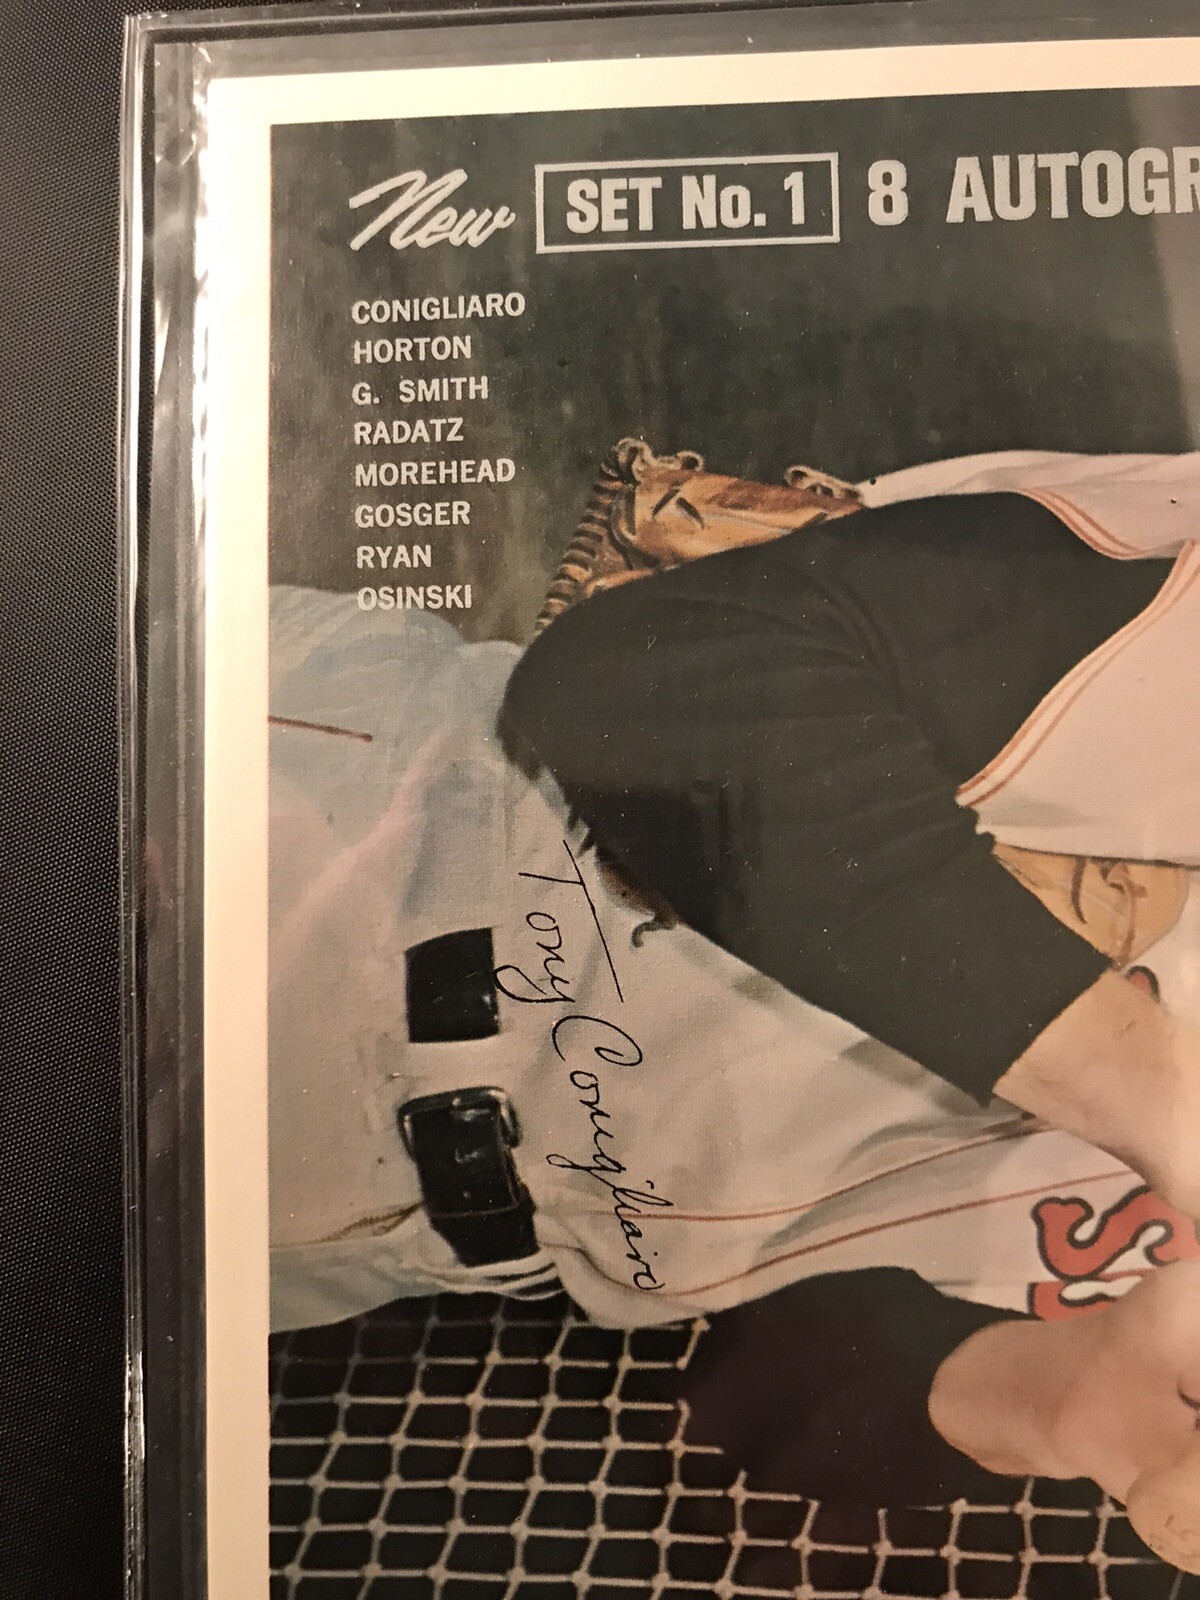 New SET No. 1 8 AUTOGR
CONIGLIARO
HORTON
G. SMITH
RADATZ
MOREHEAD
GOSGER
RYAN
OSINSKI
Tony Conigliaro